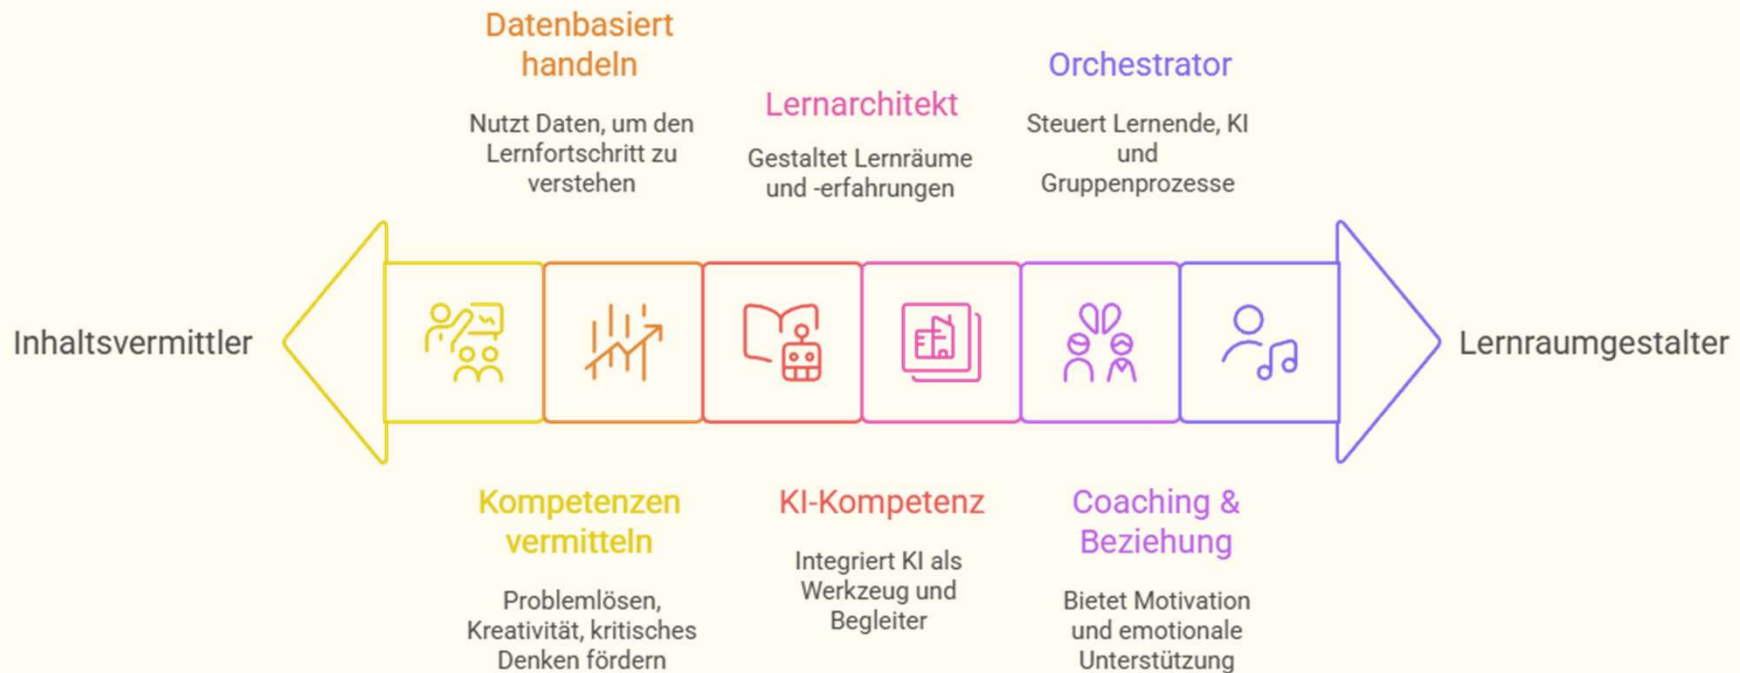 Datenbasiert
handeln
Nutzt Daten, um den
Lernfortschritt zu
verstehen
Lernarchitekt
Gestaltet Lernräume
und -erfahrungen
Orchestrator
Steuert Lernende, KI
und
Gruppenprozesse
Inhaltsvermittler
Lernraumgestalter
Kompetenzen
vermitteln
Problemlösen,
Kreativität, kritisches
Denken fördern
KI-Kompetenz
Integriert KI als
Werkzeug und
Begleiter
Coaching &
Beziehung
Bietet Motivation
und emotionale
Unterstützung